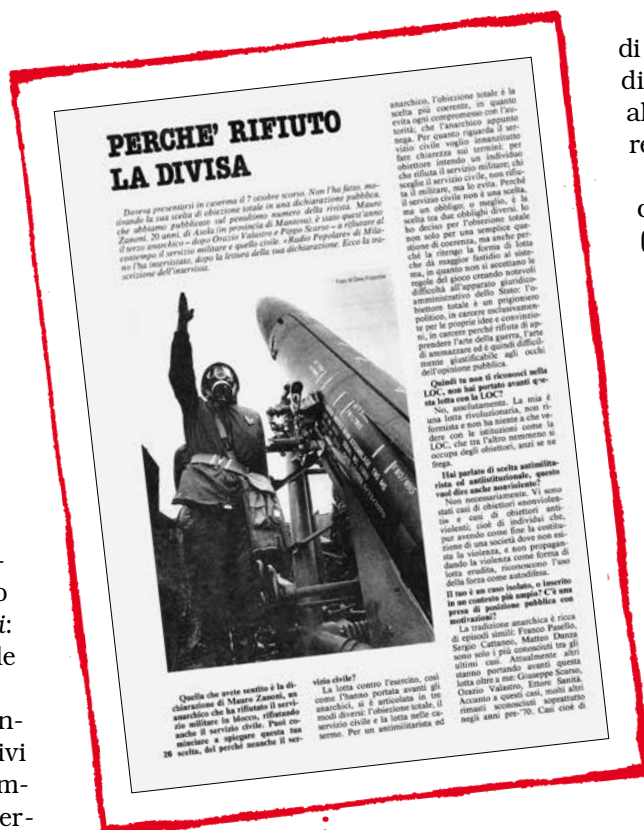 PERCHE' RIFIUTO
LA DIVISA
Doveva presentarsi in caserma il 7 ottobre scorso. Non l'ha fatto, mo-
tivando la sua scelta di obiezione totale in una dichiarazione pubblica,
che abbiamo pubblicato sul penultimo numero della rivista. Mauro
Zanoni, 20 anni, di Asola (in provincia di Mantova), è stato quest'anno
il terzo anarchico – dopo Orazio Valastro e Pippo Scarso – a rifiutare al
contempo il servizio militare e quello civile. «Radio Popolare» di Mila-
no l'ha intervistato, dopo la lettura della sua dichiarazione. Ecco la tra-
scrizione dell'intervista.
Quella che avete sentito è la di-
chiarazione di Mauro Zanoni, un
anarchico che ha rifiutato il servi-
zio militare in blocco, rifiutando
anche il servizio civile. Puoi co-
minciare a spiegare questa tua
scelta, del perché neanche il ser-
26
vizio civile?
La lotta contro l'esercito, così
come l'hanno portata avanti gli
anarchici, si è articolata in tre
modi diversi: l'obiezione totale, il
servizio civile e la lotta nelle ca-
serme. Per un antimilitarista ed
anarchico, l'obiezione totale è la
scelta più coerente, in quanto
evita ogni compromesso con l'au-
torità; che l'anarchico appunto
nega. Per quanto riguarda il ser-
vizio civile voglio innanzitutto
fare chiarezza sui termini: per
obiettore intendo un individuo
che rifiuta il servizio militare; chi
sceglie il servizio civile, non rifiu-
ta il militare, ma lo evita. Perché
il servizio civile non è una scelta,
ma un obbligo; o meglio, è la
scelta tra due obblighi diversi. Io
ho deciso per l'obiezione totale
non solo per una semplice que-
stione di coerenza, ma anche per-
ché la ritengo la forma di lotta
che dà maggior fastidio al siste-
ma, in quanto non si accettano le
regole del gioco creando notevoli
difficoltà all'apparato giuridico-
amministrativo dello Stato: l'o-
biettore totale è un prigioniero
politico, in carcere esclusivamen-
te per le proprie idee e convinzio-
ni, in carcere perché rifiuta di ap-
prendere l'arte della guerra, l'arte
di ammazzare ed è quindi difficil-
mente giustificabile agli occhi
dell'opinione pubblica.
Quindi tu non ti riconosci nella
LOC, non hai portato avanti que-
sta lotta con la LOC?
No, assolutamente. La mia è
una lotta rivoluzionaria, non ri-
formista e non ha niente a che ve-
dere con le istituzioni come la
LOC, che tra l'altro nemmeno si
occupa degli obiettori, anzi se ne
frega.
Hai parlato di scelta antimilita-
rista ed antiistituzionale, questo
vuol dire anche nonviolento?
Non necessariamente. Vi sono
stati casi di obiettori «nonviolen-
ti» e casi di obiettori anti-
violenti; cioè di individui che,
pur avendo come fine la costitu-
zione di una società dove non esi-
sta la violenza, e non propagan-
dando la violenza come forma di
lotta erudita, riconoscono l'uso
della forza come autodifesa.
Il tuo è un caso isolato, o inserito
in un contesto più ampio? C'è una
presa di posizione pubblica con
motivazioni?
La tradizione anarchica è ricca
di episodi simili: Franco Pasello,
Sergio Cattaneo, Matteo Danza
sono solo i più conosciuti tra gli
ultimi casi. Attualmente altri
stanno portando avanti questa
lotta oltre a me: Giuseppe Scarso,
Orazio Valastro, Ettore Sanità.
Accanto a questi casi, molti altri
rimasti sconosciuti soprattutto
negli anni pre-'70. Casi cioè di